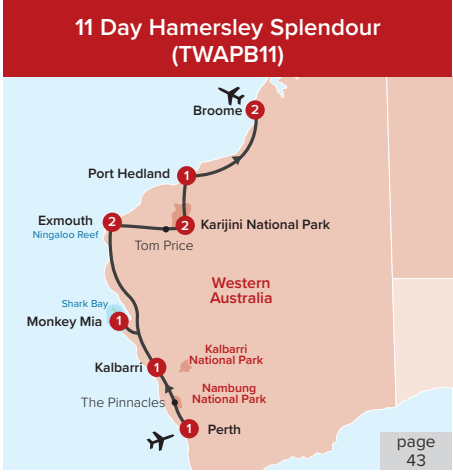 11 Day Hamersley Splendour
(TWAPB11)
Broome 2
Port Hedland 1
Exmouth 2
Ningaloo Reef
2 Karijini National Park
Tom Price
Western
Australia
Shark Bay
Monkey Mia 1
Kalbarri
National Park
Kalbarri 1
Nambung
National Park
The Pinnacles
1 Perth
page
43